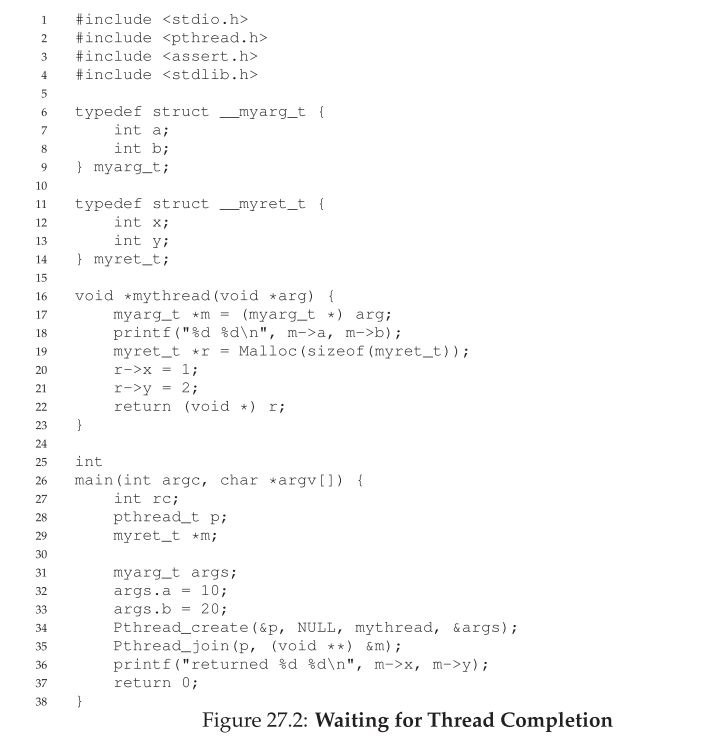 1 #include <stdio.h>
2 #include <pthread.h>
3 #include <assert.h>
4 #include <stdlib.h>
5
6 typedef struct __myarg_t {
7     int a;
8     int b;
9 } myarg_t;
10
11 typedef struct __myret_t {
12     int x;
13     int y;
14 } myret_t;
15
16 void *mythread(void *arg) {
17     myarg_t *m = (myarg_t *) arg;
18     printf("%d %d\n", m->a, m->b);
19     myret_t *r = Malloc(sizeof(myret_t));
20     r->x = 1;
21     r->y = 2;
22     return (void *) r;
23 }
24
25 int
26 main(int argc, char *argv[]) {
27     int rc;
28     pthread_t p;
29     myret_t *m;
30
31     myarg_t args;
32     args.a = 10;
33     args.b = 20;
34     Pthread_create(&p, NULL, mythread, &args);
35     Pthread_join(p, (void **) &m);
36     printf("returned %d %d\n", m->x, m->y);
37     return 0;
38 }
Figure 27.2: Waiting for Thread Completion